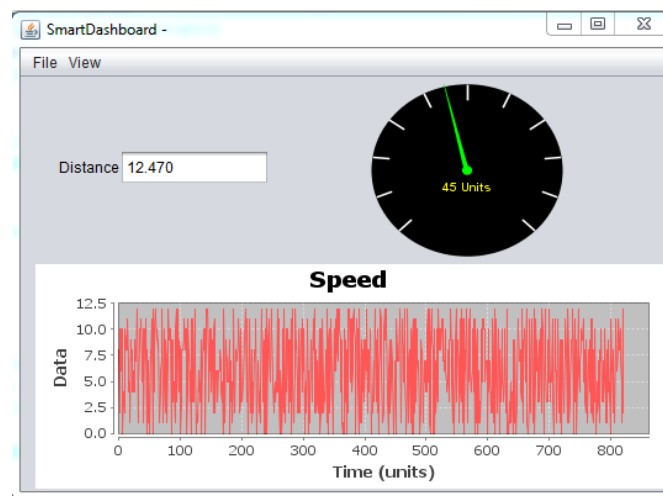 SmartDashboard -
File View
Distance 12.470
45 Units
Speed
12.5
10.0
7.5
5.0
2.5
0.0
Data
0 100 200 300 400 500 600 700 800
Time (units)